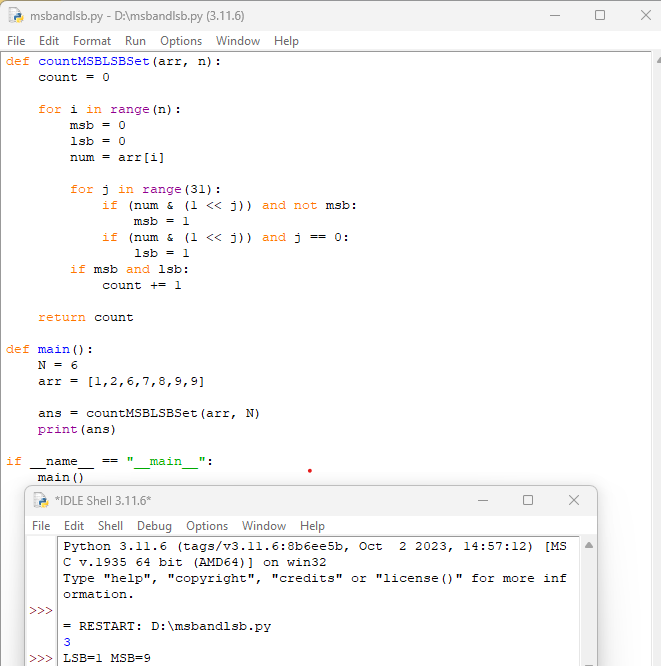 msbandlsb.py - D:\msbandlsb.py (3.11.6)
File Edit Format Run Options Window Help
def countMSBLSBSet(arr, n):
    count = 0

    for i in range(n):
        msb = 0
        lsb = 0
        num = arr[i]

        for j in range(31):
            if (num & (1 << j)) and not msb:
                msb = 1
            if (num & (1 << j)) and j == 0:
                lsb = 1
        if msb and lsb:
            count += 1

    return count

def main():
    N = 6
    arr = [1,2,6,7,8,9,9]

    ans = countMSBLSBSet(arr, N)
    print(ans)

if __name__ == "__main__":
    main()
*IDLE Shell 3.11.6*
File Edit Shell Debug Options Window Help
Python 3.11.6 (tags/v3.11.6:8b6ee5b, Oct  2 2023, 14:57:12) [MS
C v.1935 64 bit (AMD64)] on win32
Type "help", "copyright", "credits" or "license()" for more inf
ormation.
>>>
= RESTART: D:\msbandlsb.py
3
>>> LSB=1 MSB=9